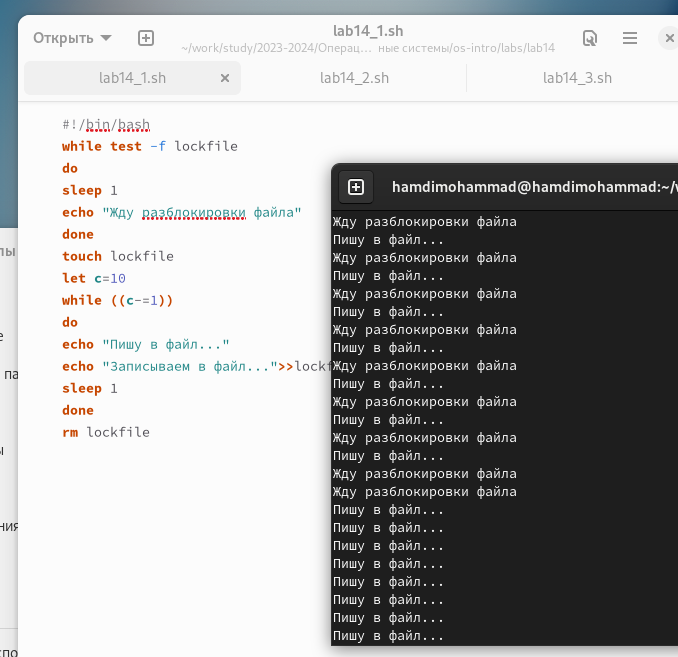 Открыть
lab14_1.sh
~/work/study/2023-2024/Операц… ные системы/os-intro/labs/lab14
lab14_1.sh
lab14_2.sh
lab14_3.sh
#!/bin/bash
while test -f lockfile
do
sleep 1
echo "Жду разблокировки файла"
done
touch lockfile
let c=10
while ((c-=1))
do
echo "Пишу в файл..."
echo "Записываем в файл...">>lockf
sleep 1
done
rm lockfile
hamdimohammad@hamdimohammad:~/w
Жду разблокировки файла
Пишу в файл...
Жду разблокировки файла
Пишу в файл...
Жду разблокировки файла
Пишу в файл...
Жду разблокировки файла
Пишу в файл...
Жду разблокировки файла
Пишу в файл...
Жду разблокировки файла
Пишу в файл...
Жду разблокировки файла
Пишу в файл...
Жду разблокировки файла
Жду разблокировки файла
Пишу в файл...
Пишу в файл...
Пишу в файл...
Пишу в файл...
Пишу в файл...
Пишу в файл...
Пишу в файл...
Пишу в файл...